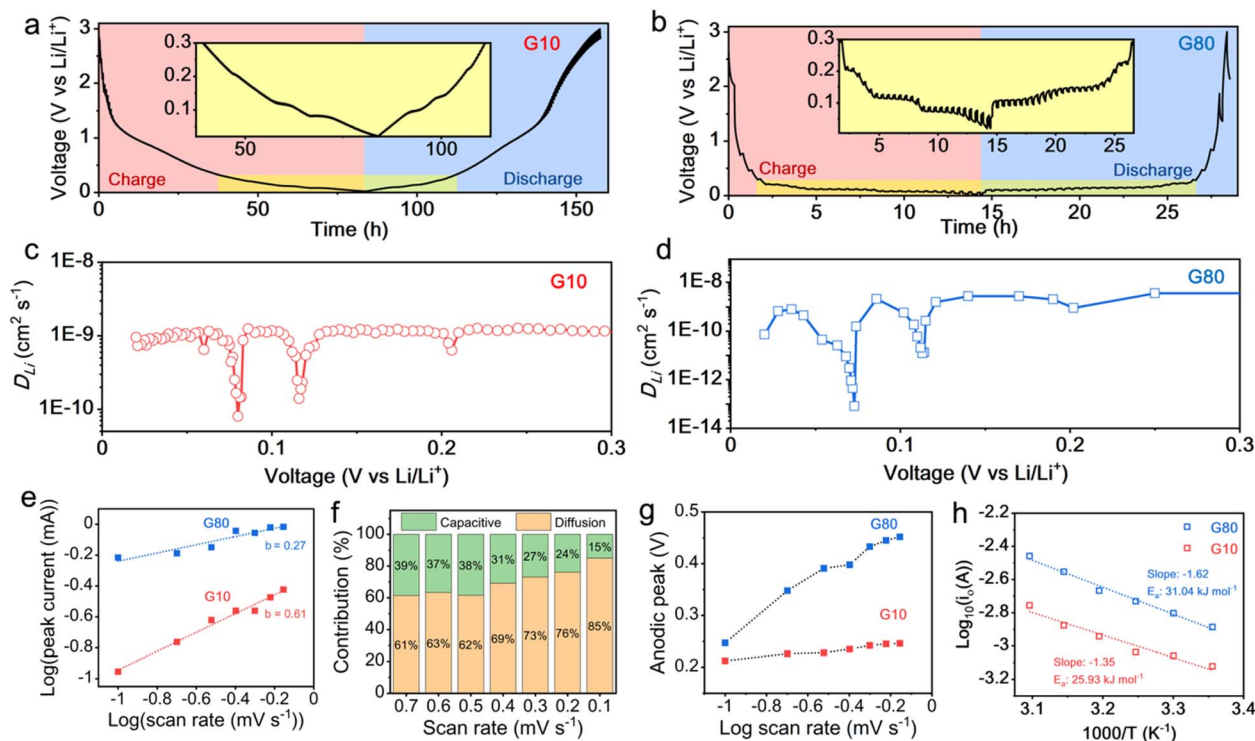 a
G10
Voltage (V vs Li/Li⁺)
3
2
1
0
0.3
0.2
0.1
50
100
Charge
Discharge
0
50
100
150
Time (h)
b
G80
Voltage (V vs Li/Li⁺)
3
2
1
0
0.3
0.2
0.1
5
10
15
20
25
Charge
Discharge
0
5
10
15
20
25
Time (h)
c
G10
D_Li (cm² s⁻¹)
1E-8
1E-9
1E-10
0
0.1
0.2
0.3
Voltage (V vs Li/Li⁺)
d
G80
D_Li (cm² s⁻¹)
1E-8
1E-10
1E-12
1E-14
0
0.1
0.2
0.3
Voltage (V vs Li/Li⁺)
e
Log(peak current (mA))
0
-0.2
-0.4
-0.6
-0.8
-1
G80
b = 0.27
G10
b = 0.61
-1
-0.8
-0.6
-0.4
-0.2
0
Log(scan rate (mV s⁻¹))
f
Capacitive
Diffusion
Contribution (%)
100
80
60
40
20
0
39%
37%
38%
31%
27%
24%
15%
61%
63%
62%
69%
73%
76%
85%
0.7
0.6
0.5
0.4
0.3
0.2
0.1
Scan rate (mV s⁻¹)
g
Anodic peak (V)
0.5
0.4
0.3
0.2
G80
G10
-1
-0.8
-0.6
-0.4
-0.2
0
Log scan rate (mV s⁻¹)
h
Log₁₀(i₀(A))
-2.2
-2.4
-2.6
-2.8
-3
-3.2
G80
G10
Slope: -1.62
Eₐ: 31.04 kJ mol⁻¹
Slope: -1.35
Eₐ: 25.93 kJ mol⁻¹
3.1
3.2
3.3
3.4
1000/T (K⁻¹)